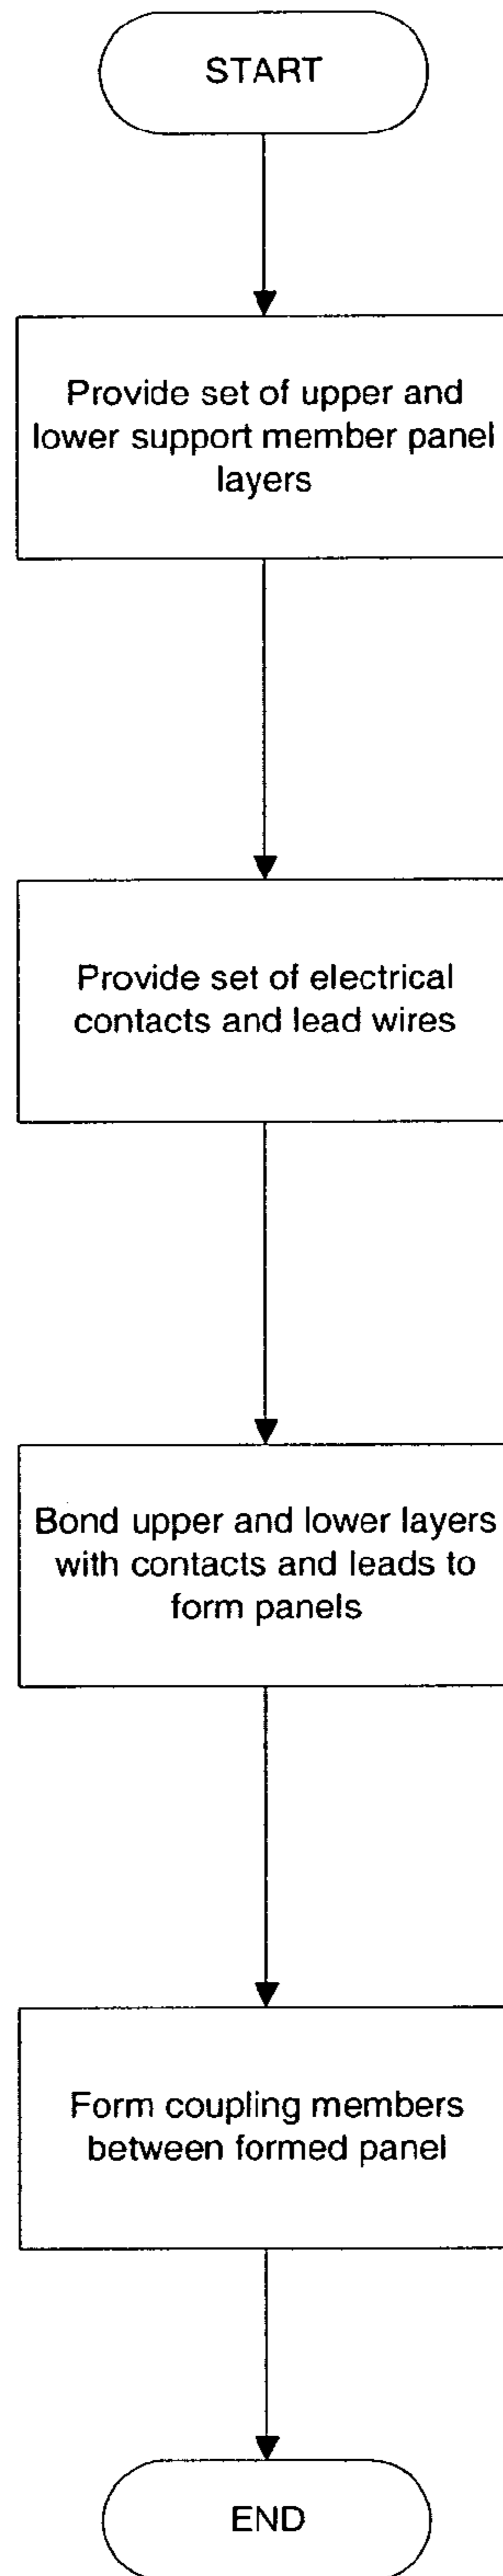 START
Provide set of upper and
lower support member panel
layers
Provide set of electrical
contacts and lead wires
Bond upper and lower layers
with contacts and leads to
form panels
Form coupling members
between formed panel
END